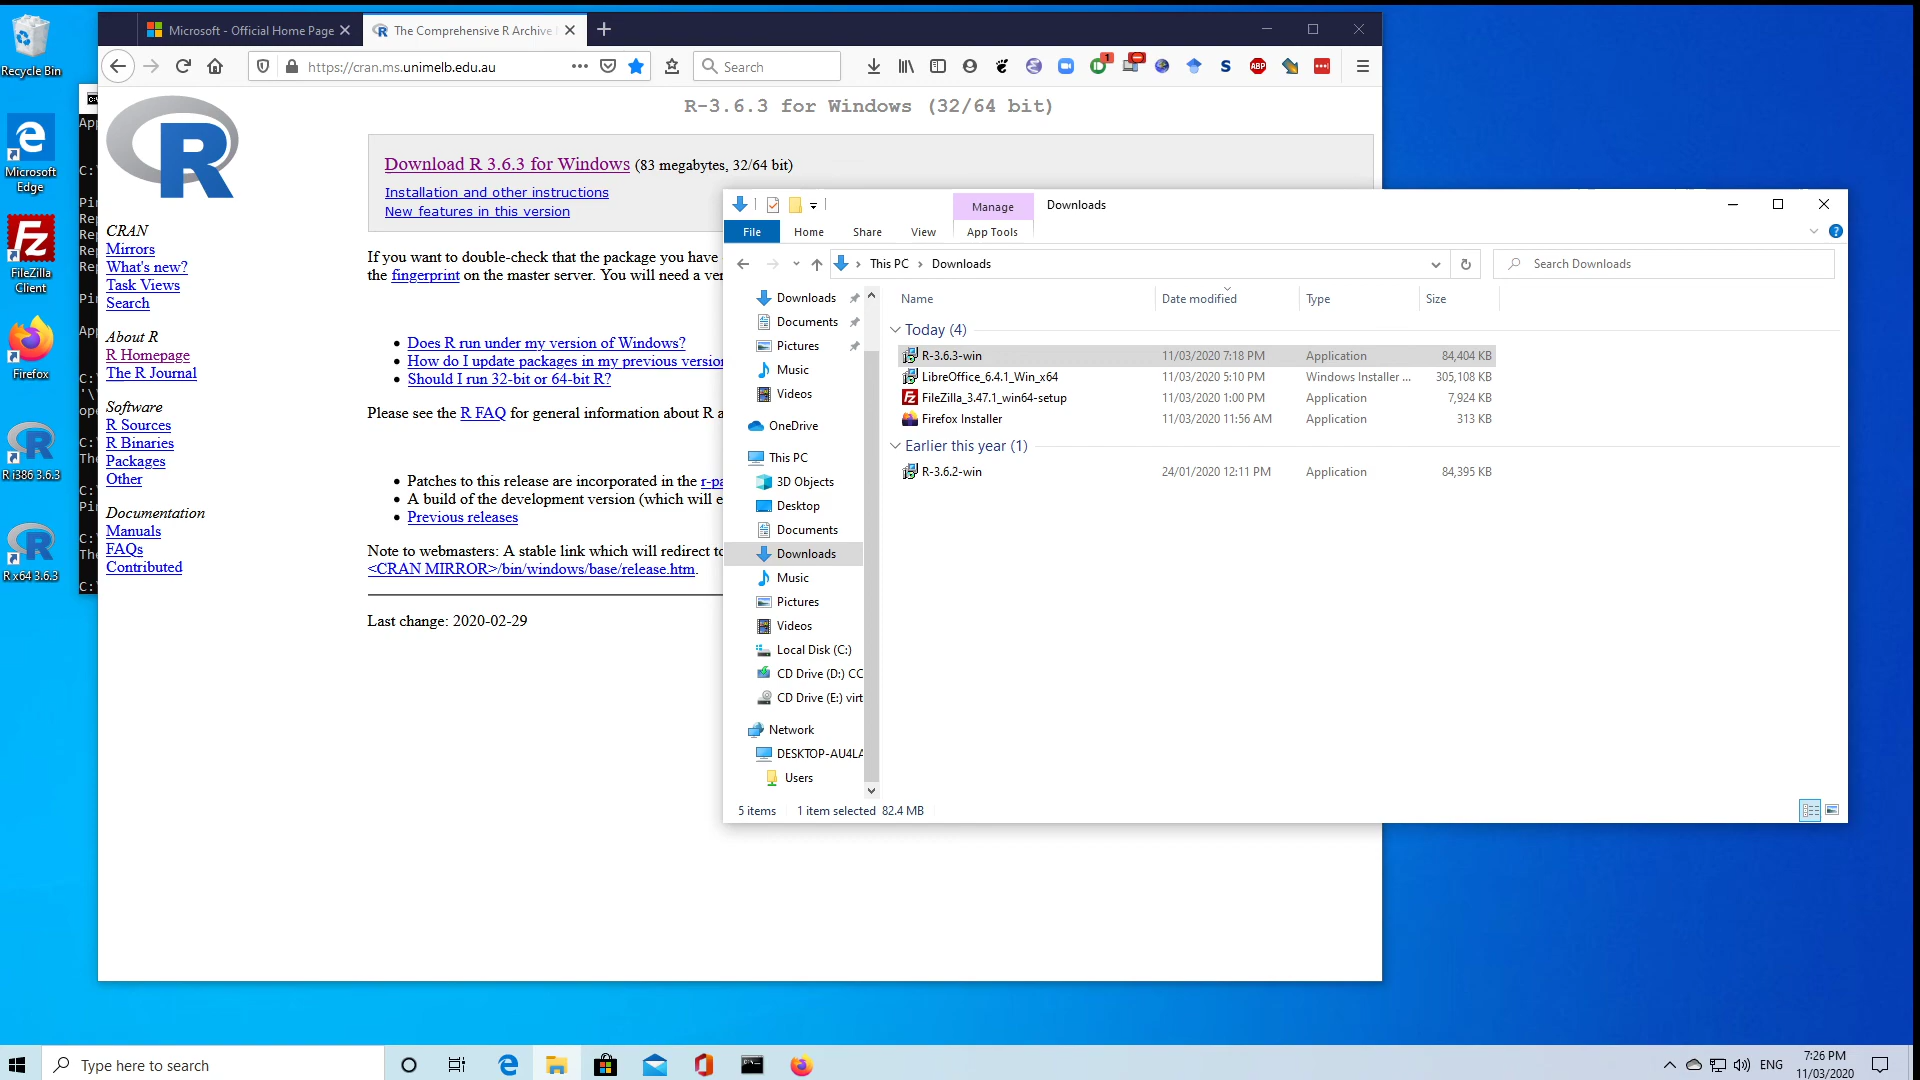 Recycle Bin
Microsoft Edge
FileZilla Client
Firefox
R i386 3.6.3
R x64 3.6.3
Microsoft - Official Home Page
The Comprehensive R Archive
https://cran.ms.unimelb.edu.au
Search
1
S
ABP
R
CRAN
Mirrors
What's new?
Task Views
Search
About R
R Homepage
The R Journal
Software
R Sources
R Binaries
Packages
Other
Documentation
Manuals
FAQs
Contributed
R-3.6.3 for Windows (32/64 bit)
Download R 3.6.3 for Windows (83 megabytes, 32/64 bit)
Installation and other instructions
New features in this version
If you want to double-check that the package you have
the fingerprint on the master server. You will need a ver
Does R run under my version of Windows?
How do I update packages in my previous version
Should I run 32-bit or 64-bit R?
Please see the R FAQ for general information about R a
Patches to this release are incorporated in the r-pa
A build of the development version (which will e
Previous releases
Note to webmasters: A stable link which will redirect to
<CRAN MIRROR>/bin/windows/base/release.htm.
Last change: 2020-02-29
Manage
Downloads
File
Home
Share
View
App Tools
This PC
Downloads
Search Downloads
Downloads
Documents
Pictures
Music
Videos
OneDrive
This PC
3D Objects
Desktop
Documents
Downloads
Music
Pictures
Videos
Local Disk (C:)
CD Drive (D:) CC
CD Drive (E:) virt
Network
DESKTOP-AU4LA
Users
Name Date modified Type Size
Today (4)
R-3.6.3-win 11/03/2020 7:18 PM Application 84,404 KB
LibreOffice_6.4.1_Win_x64 11/03/2020 5:10 PM Windows Installer ... 305,108 KB
FileZilla_3.47.1_win64-setup 11/03/2020 1:00 PM Application 7,924 KB
Firefox Installer 11/03/2020 11:56 AM Application 313 KB
Earlier this year (1)
R-3.6.2-win 24/01/2020 12:11 PM Application 84,395 KB
5 items 1 item selected 82.4 MB
Type here to search
ENG
7:26 PM
11/03/2020